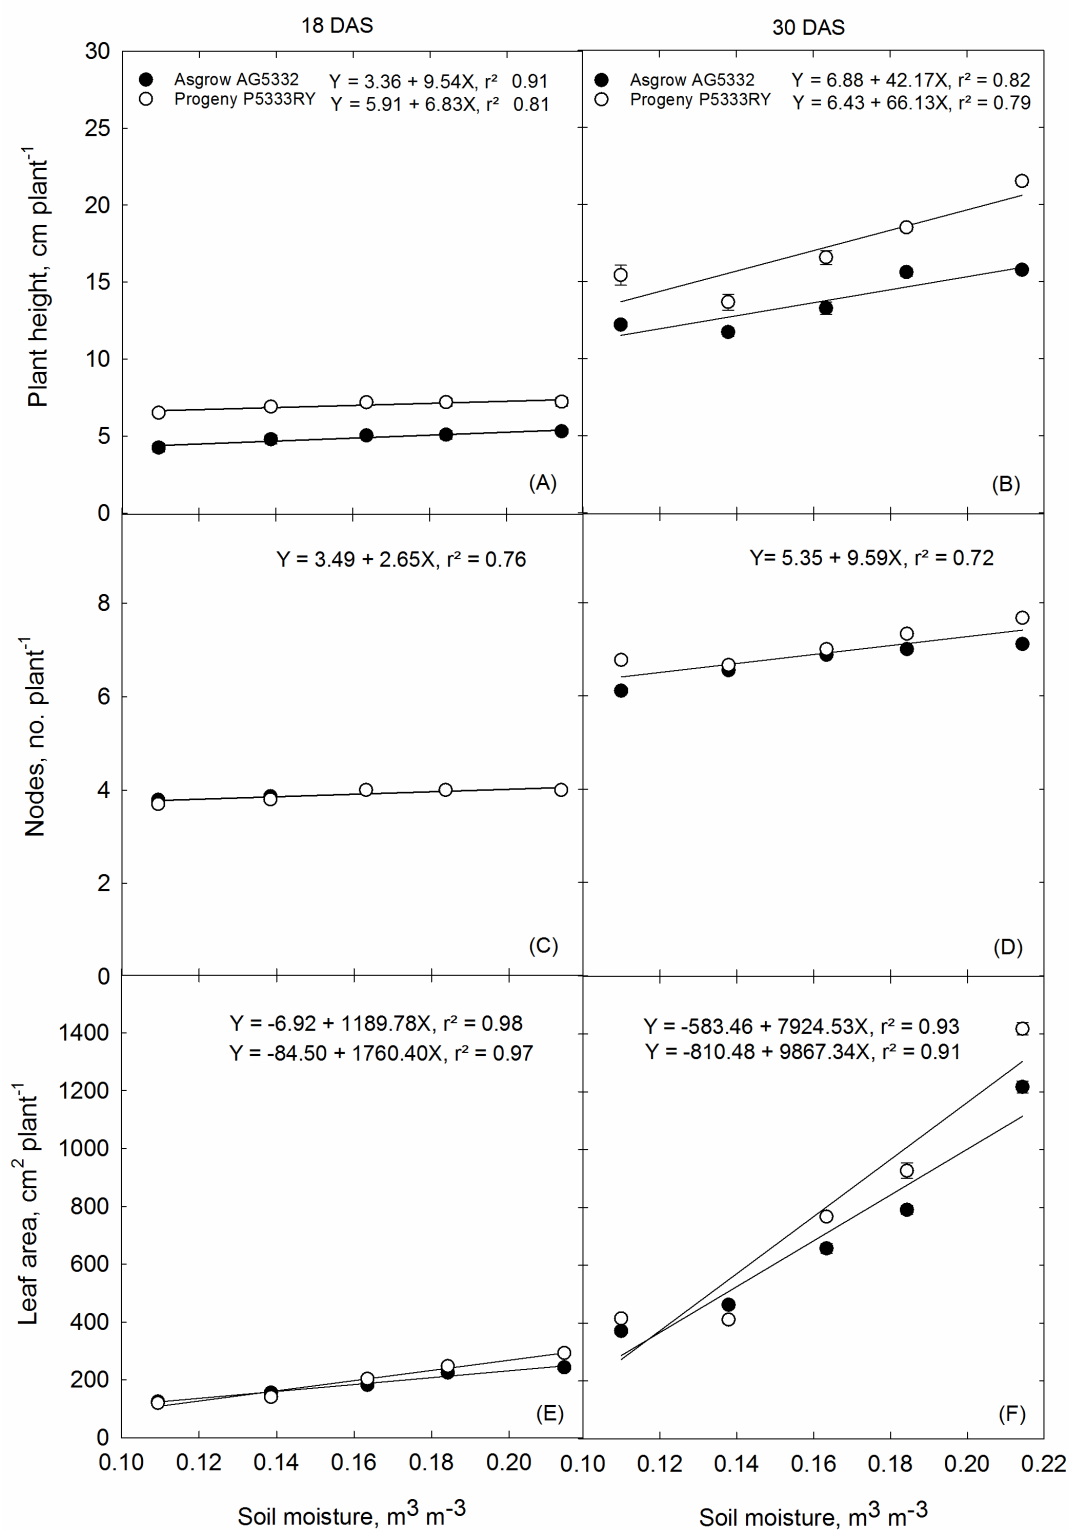 18 DAS
30 DAS
30
25
20
15
10
5
0
Plant height, cm plant⁻¹
Asgrow AG5332 Y = 3.36 + 9.54X, r² 0.91
Progeny P5333RY Y = 5.91 + 6.83X, r² 0.81
(A)
Asgrow AG5332 Y = 6.88 + 42.17X, r² = 0.82
Progeny P5333RY Y = 6.43 + 66.13X, r² = 0.79
(B)
8
6
4
2
0
Nodes, no. plant⁻¹
Y = 3.49 + 2.65X, r² = 0.76
(C)
Y= 5.35 + 9.59X, r² = 0.72
(D)
1400
1200
1000
800
600
400
200
0
Leaf area, cm² plant⁻¹
Y = -6.92 + 1189.78X, r² = 0.98
Y = -84.50 + 1760.40X, r² = 0.97
(E)
Y = -583.46 + 7924.53X, r² = 0.93
Y = -810.48 + 9867.34X, r² = 0.91
(F)
0.10 0.12 0.14 0.16 0.18 0.20 0.10 0.12 0.14 0.16 0.18 0.20 0.22
Soil moisture, m³ m⁻³
Soil moisture, m³ m⁻³